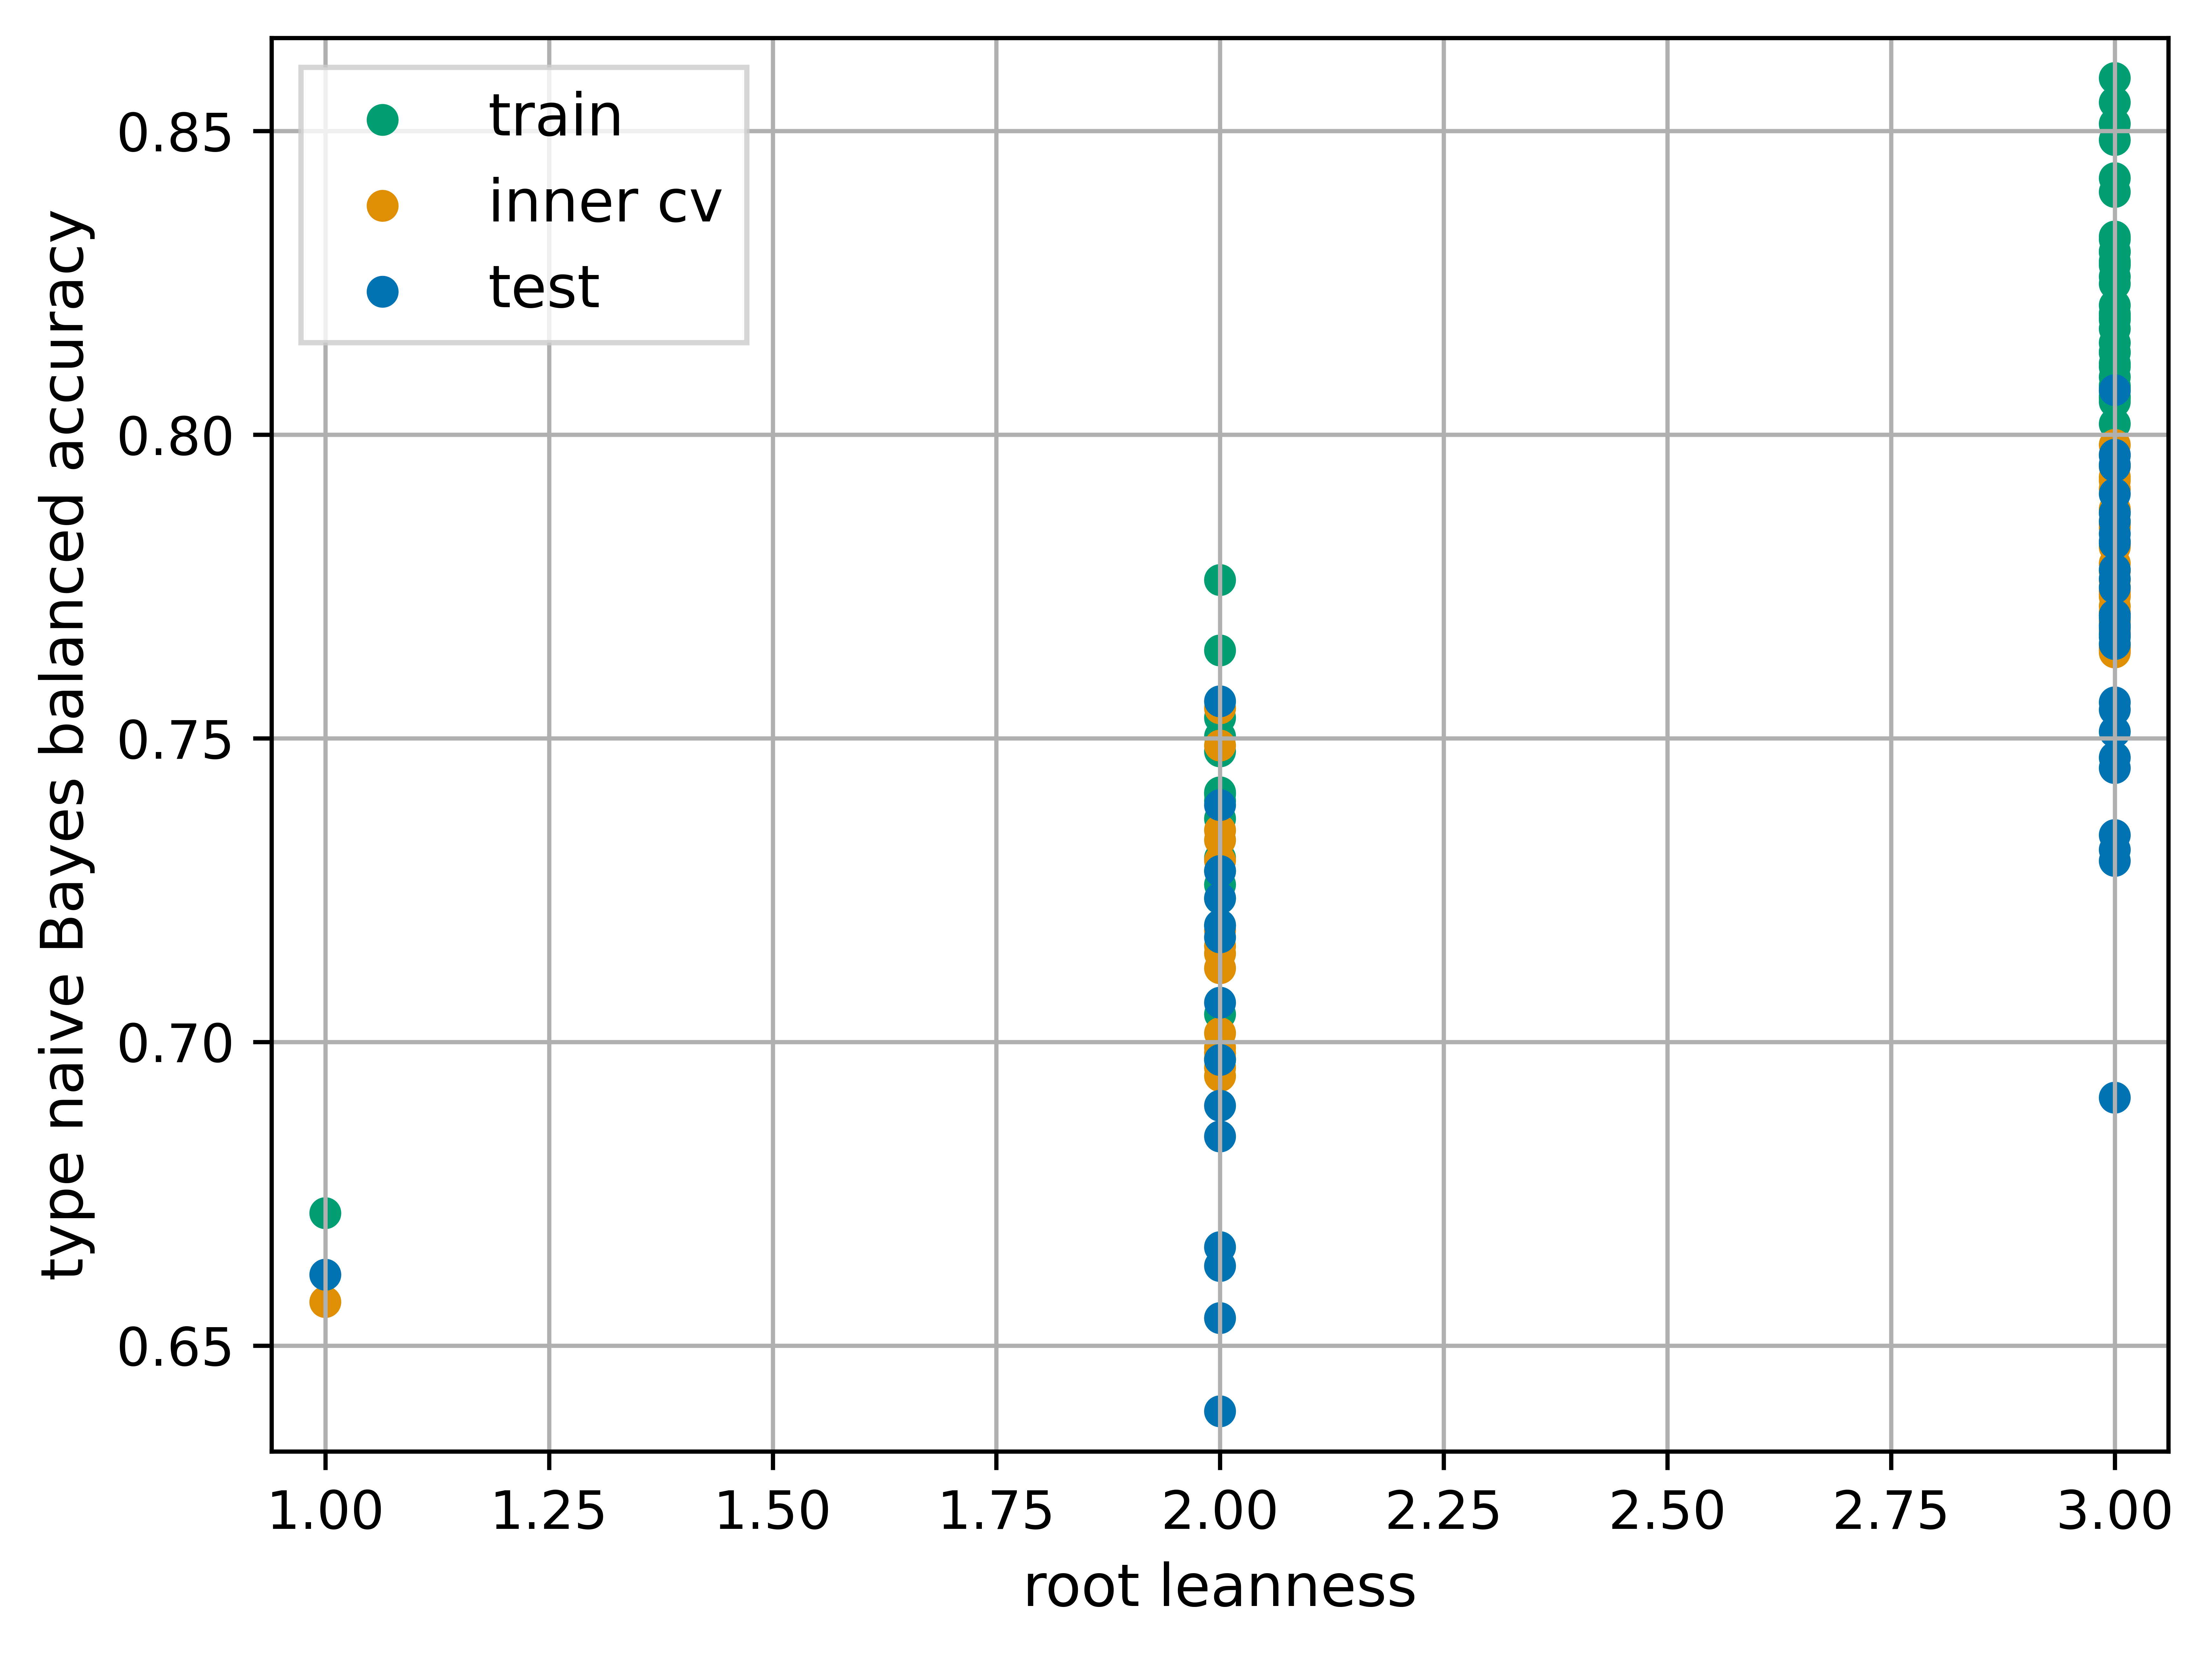 train
inner cv
test
0.85
0.80
0.75
0.70
0.65
type naive Bayes balanced accuracy
1.00 1.25 1.50 1.75 2.00 2.25 2.50 2.75 3.00
root leanness